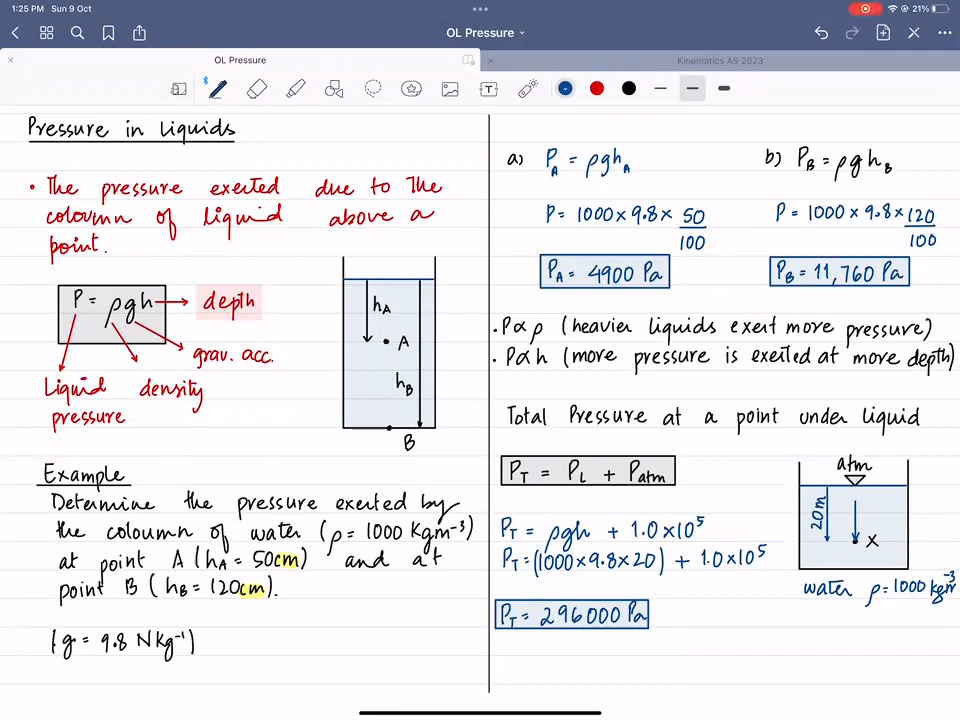 1:25 PM Sun 9 Oct
21%
OL Pressure
OL Pressure
Kinematics AS 2023
Pressure in Liquids
• The pressure exerted due to the
coloumn of liquid above a
point.
P = ρgh → depth
grav. acc.
Liquid density
pressure
hA
A
hB
B
Example
Determine the pressure exerted by
the coloumn of water (ρ = 1000 Kgm⁻³)
at point A (hA = 50cm) and at
point B (hB = 120cm).
(g = 9.8 N Kg⁻¹)
a) PA = ρghA
P = 1000 × 9.8 × 50/100
PA = 4900 Pa
b) PB = ρghB
P = 1000 × 9.8 × 120/100
PB = 11,760 Pa
• P∝ρ (heavier liquids exert more pressure)
• P∝h (more pressure is exerted at more depth)
Total Pressure at a point under liquid
PT = PL + Patm
PT = ρgh + 1.0×10⁵
PT = (1000×9.8×20) + 1.0×10⁵
PT = 296000 Pa
atm
20m
X
water ρ=1000 kgm⁻³